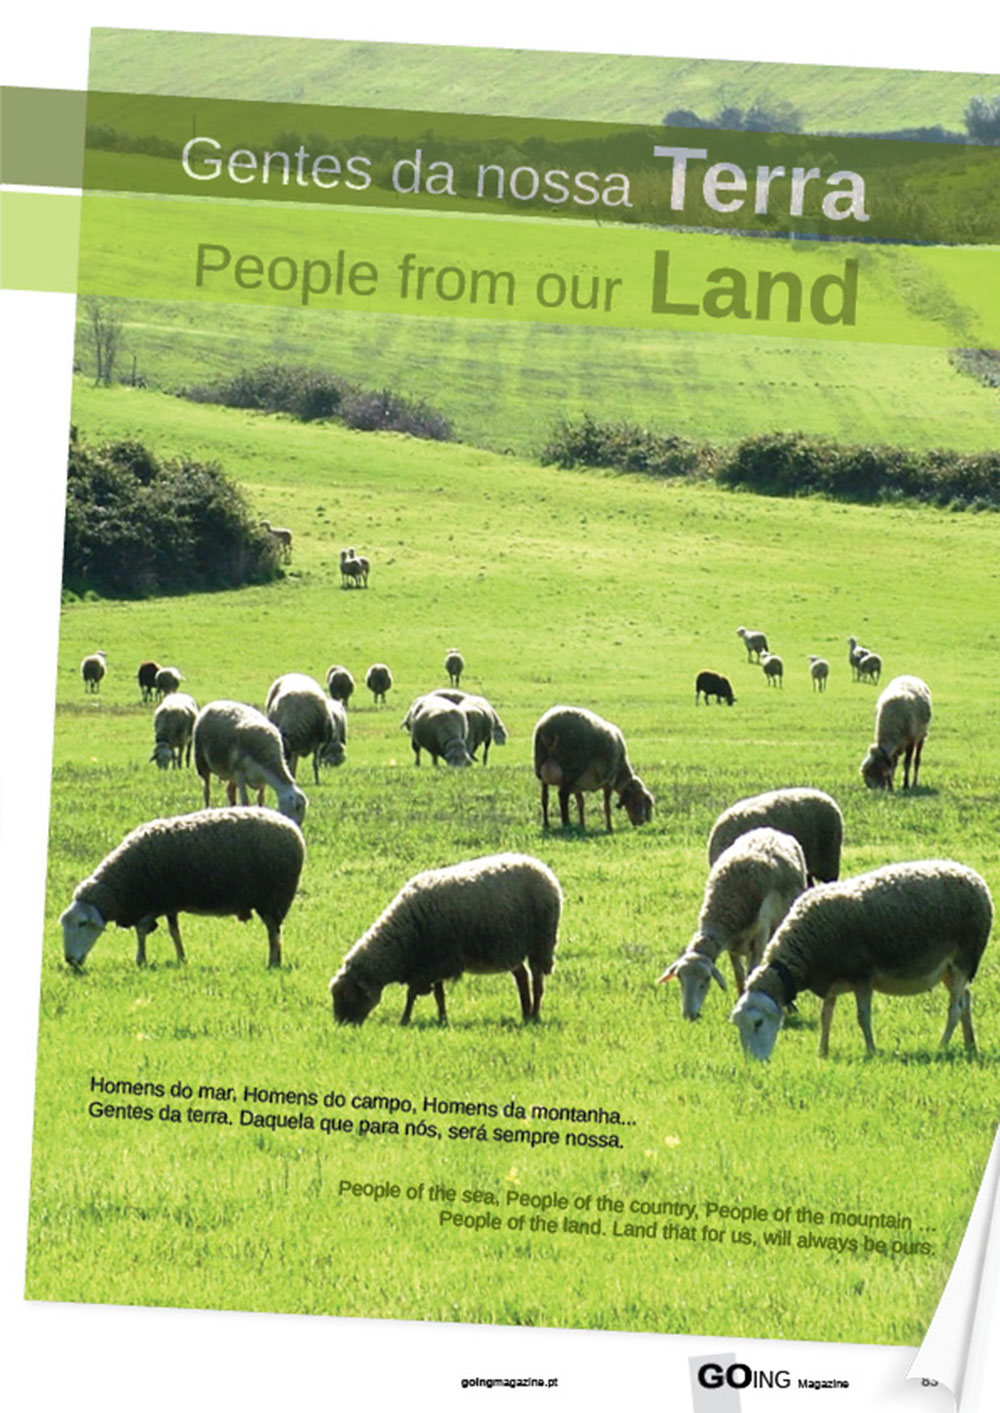 Gentes da nossa Terra
People from our Land
Homens do mar, Homens do campo, Homens da montanha...
Gentes da terra. Daquela que para nós, será sempre nossa.
People of the sea, People of the country, People of the mountain ...
People of the land. Land that for us, will always be ours.
goingmagazine.pt
GOING Magazine
83